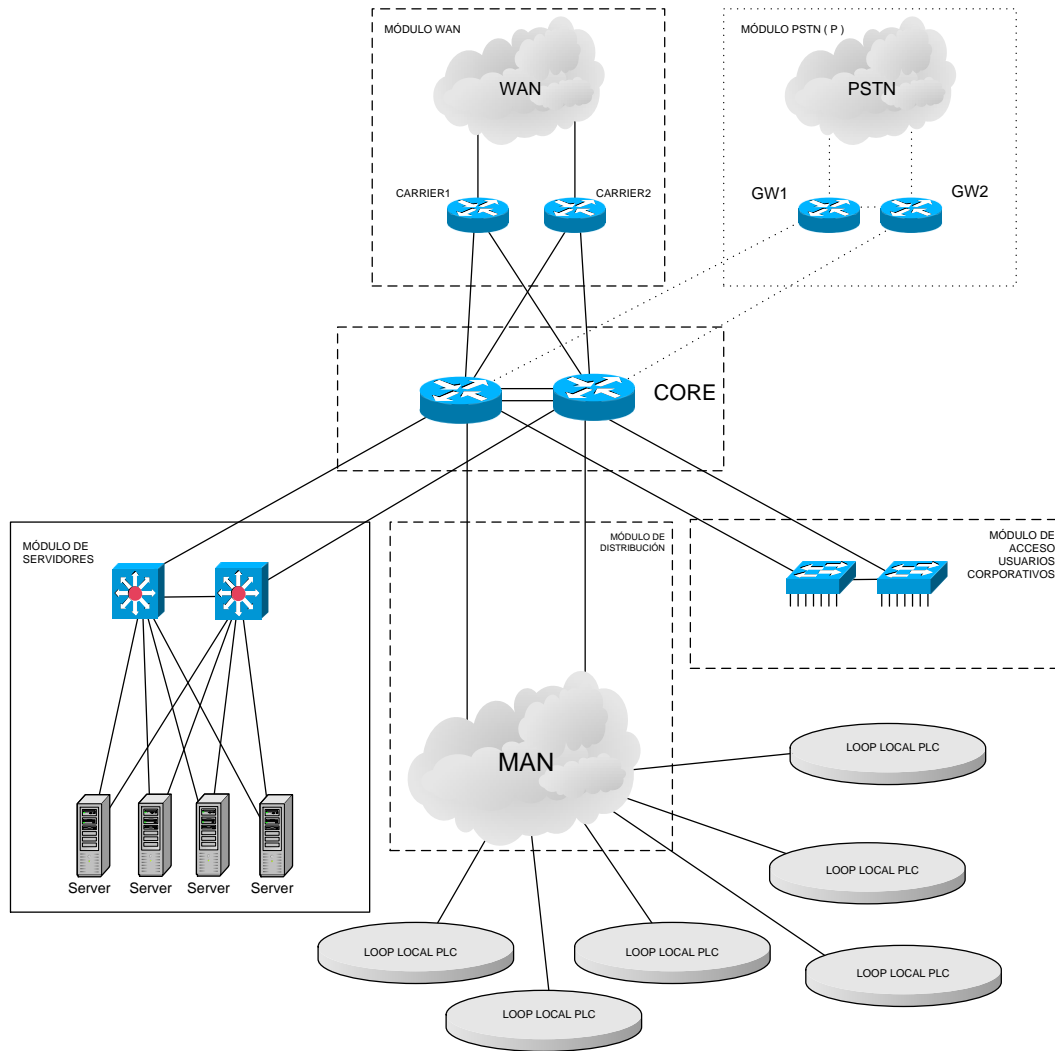 MÓDULO WAN
MÓDULO PSTN ( P )
WAN
PSTN
CARRIER1
CARRIER2
GW1
GW2
CORE
MÓDULO DE
SERVIDORES
MÓDULO DE
DISTRIBUCIÓN
MÓDULO DE
ACCESO
USUARIOS
CORPORATIVOS
MAN
LOOP LOCAL PLC
LOOP LOCAL PLC
Server
Server
Server
Server
LOOP LOCAL PLC
LOOP LOCAL PLC
LOOP LOCAL PLC
LOOP LOCAL PLC